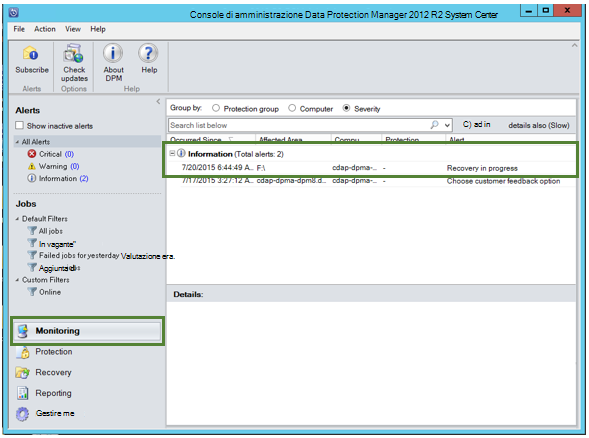 Console di amministrazione Data Protection Manager 2012 R2 System Center
File Action View Help
Subscribe
Check updates
About DPM
Help
Alerts Options Help
Alerts
Show inactive alerts
All Alerts
Critical (0)
Warning (0)
Information (2)
Jobs
Default Filters
All jobs
In vagante"
Failed jobs for yesterday Valutazione era.
Custom Filters
Online
Monitoring
Protection
Recovery
Reporting
Gestire me
Group by: Protection group Computer Severity
Search list below C) ad in details also (Slow)
Occurred Since Affected Area Compu.. Protection Alert
Information (Total alerts: 2)
7/20/2015 6:44:49 A.. F:\ cdap-dpma-... - Recovery in progress
7/17/2015 3:27:12 A.. cdap-dpma-dpm8.d... cdap-dpma-... - Choose customer feedback option
Details: